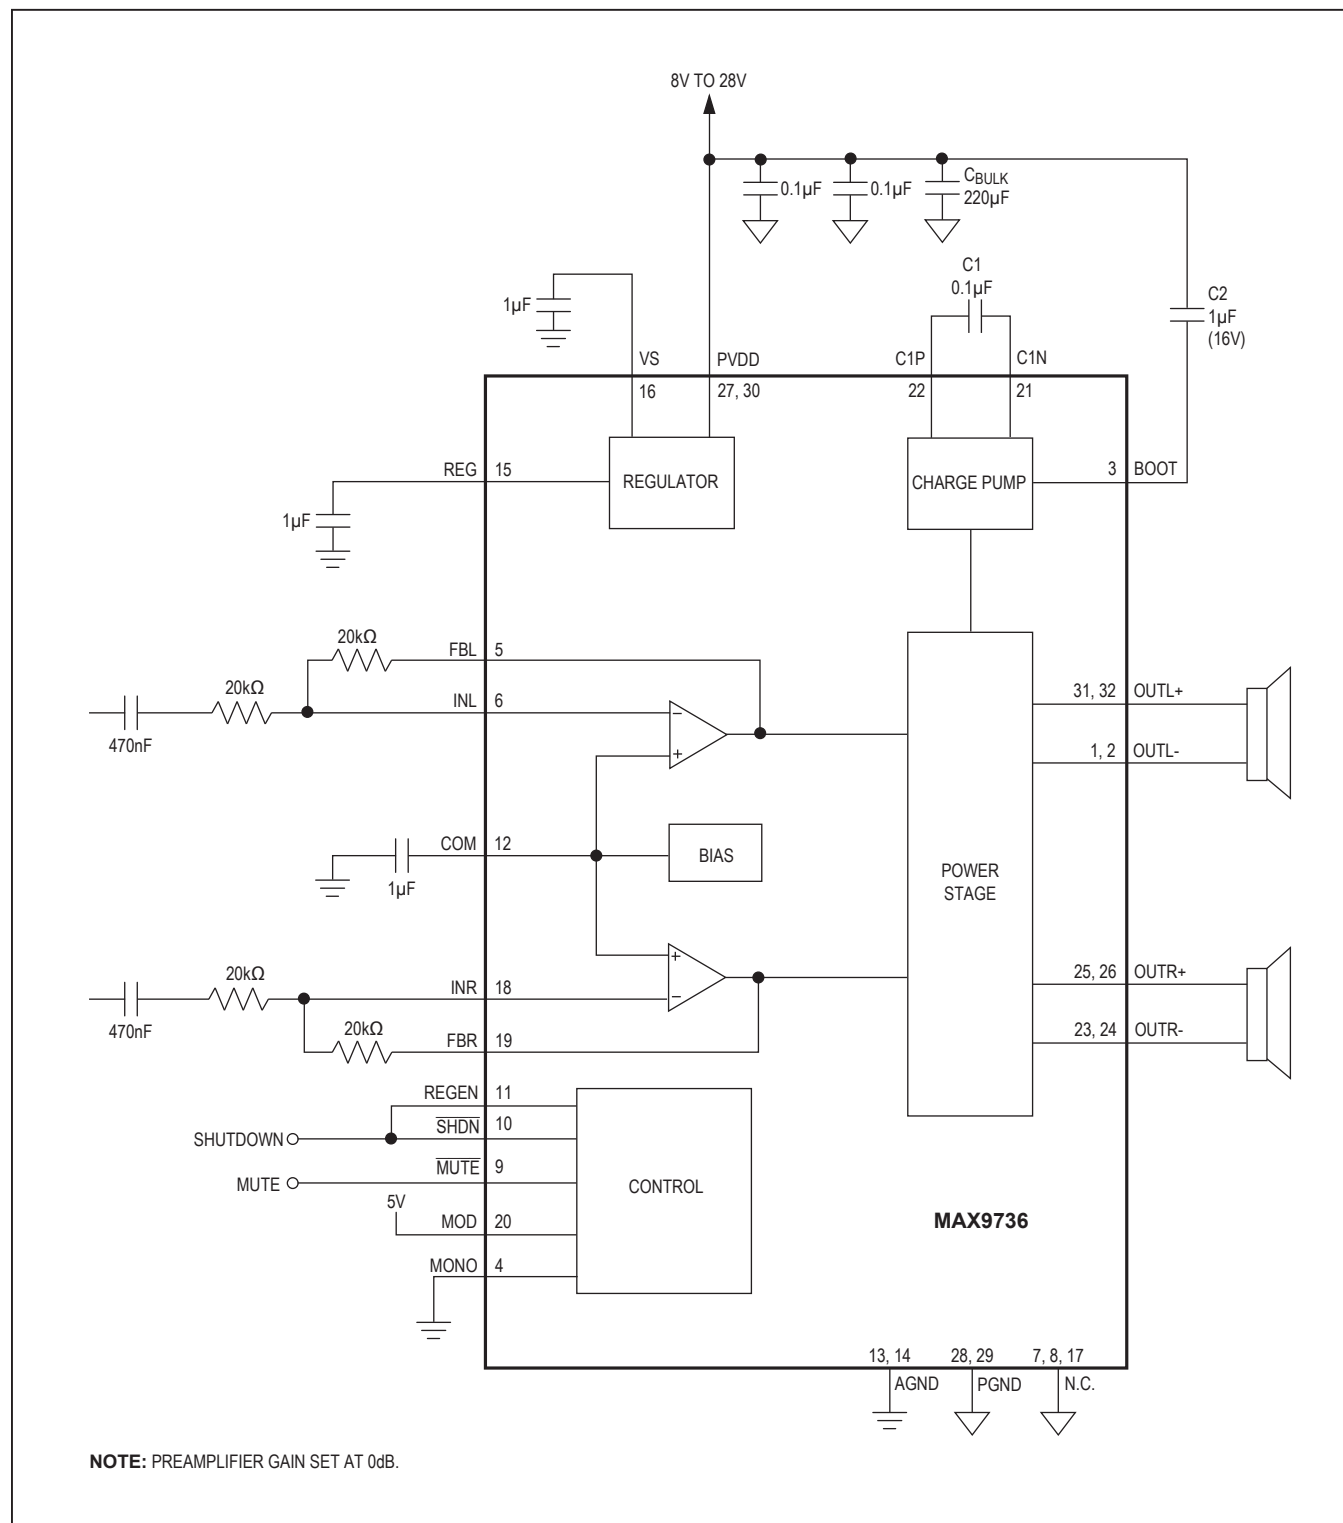 8V TO 28V
0.1µF
0.1µF
CBULK
220µF
C1
0.1µF
C2
1µF
(16V)
1µF
VS
PVDD
C1P
C1N
16
27, 30
22
21
REG
15
REGULATOR
CHARGE PUMP
3
BOOT
1µF
20kΩ
FBL
5
20kΩ
INL
6
470nF
−
+
31, 32
OUTL+
1, 2
OUTL-
COM
12
1µF
BIAS
POWER
STAGE
20kΩ
INR
18
470nF
20kΩ
FBR
19
+
−
25, 26
OUTR+
23, 24
OUTR-
REGEN
11
SHUTDOWN
SHDN
10
MUTE
MUTE
9
5V
MOD
20
MONO
4
CONTROL
MAX9736
13, 14
28, 29
7, 8, 17
AGND
PGND
N.C.
NOTE: PREAMPLIFIER GAIN SET AT 0dB.